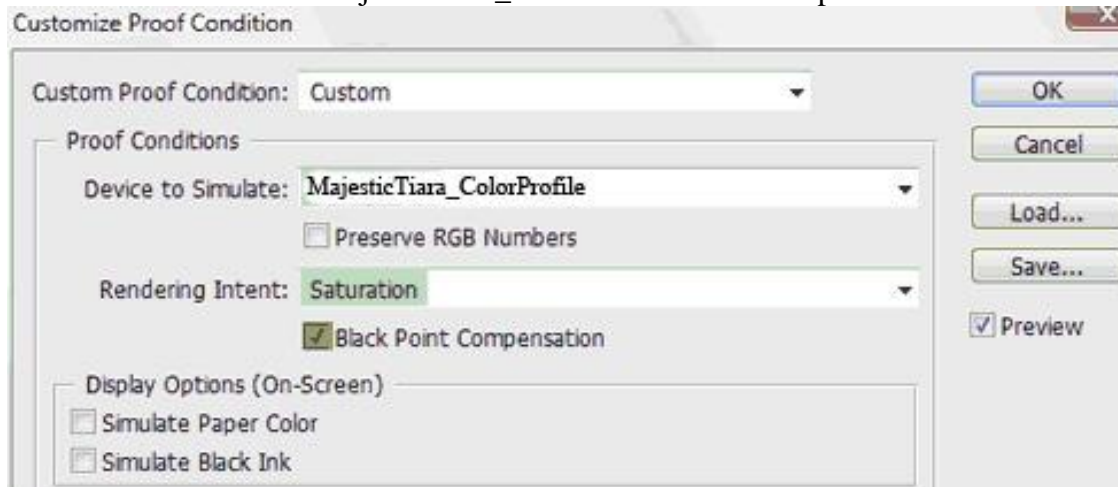 Customize Proof Condition
Custom Proof Condition: Custom
OK
Proof Conditions
Cancel
Device to Simulate: MajesticTiara_ColorProfile
Load...
Preserve RGB Numbers
Save...
Rendering Intent: Saturation
Preview
Black Point Compensation
Display Options (On-Screen)
Simulate Paper Color
Simulate Black Ink